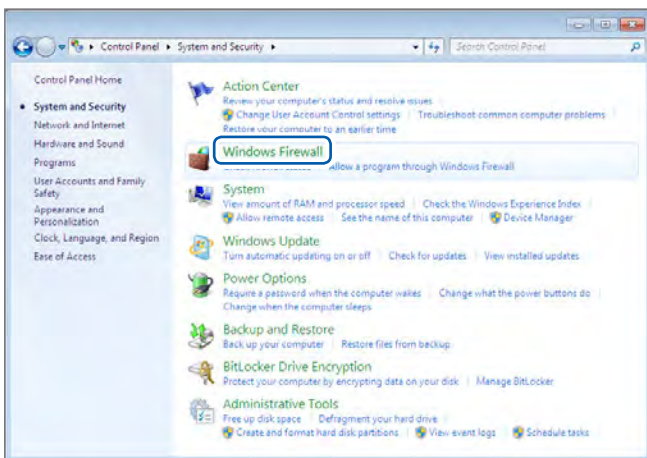 Control Panel System and Security Search Control Panel
Control Panel Home
System and Security
Network and Internet
Hardware and Sound
Programs
User Accounts and Family
Safety
Appearance and
Personalization
Clock, Language, and Region
Ease of Access
Action Center
Review your computer's status and resolve issues
Change User Account Control settings Troubleshoot common computer problems
Restore your computer to an earlier time
Windows Firewall
Allow a program through Windows Firewall
System
View amount of RAM and processor speed Check the Windows Experience Index
Allow remote access See the name of this computer Device Manager
Windows Update
Turn automatic updating on or off Check for updates View installed updates
Power Options
Require a password when the computer wakes Change what the power buttons do
Change when the computer sleeps
Backup and Restore
Back up your computer Restore files from backup
BitLocker Drive Encryption
Protect your computer by encrypting data on your disk Manage BitLocker
Administrative Tools
Free up disk space Defragment your hard drive
Create and format hard disk partitions View event logs Schedule tasks